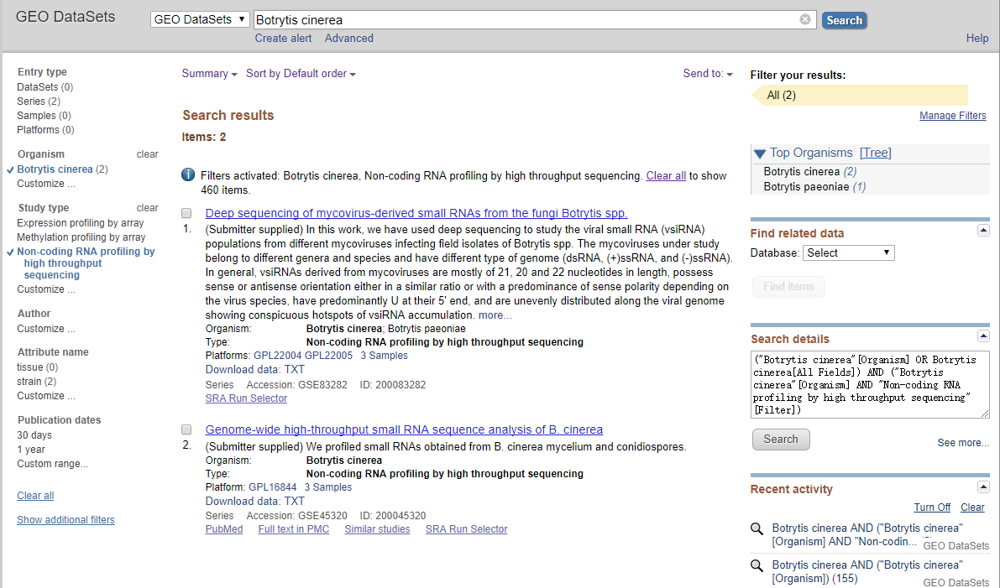 GEO DataSets
GEO DataSets
Botrytis cinerea
Search
Create alert Advanced
Help
Entry type
DataSets (0)
Series (2)
Samples (0)
Platforms (0)
Organism clear
Botrytis cinerea (2)
Customize ...
Study type clear
Expression profiling by array
Methylation profiling by array
Non-coding RNA profiling by
high throughput
sequencing
Customize ...
Author
Customize ...
Attribute name
tissue (0)
strain (2)
Customize ...
Publication dates
30 days
1 year
Custom range...
Clear all
Show additional filters
Summary Sort by Default order Send to:
Search results
Items: 2
Filters activated: Botrytis cinerea, Non-coding RNA profiling by high throughput sequencing. Clear all to show
460 items.
Deep sequencing of mycovirus-derived small RNAs from the fungi Botrytis spp.
1. (Submitter supplied) In this work, we have used deep sequencing to study the viral small RNA (vsiRNA)
populations from different mycoviruses infecting field isolates of Botrytis spp. The mycoviruses under study
belong to different genera and species and have different type of genome (dsRNA, (+)ssRNA, and (-)ssRNA).
In general, vsiRNAs derived from mycoviruses are mostly of 21, 20 and 22 nucleotides in length, possess
sense or antisense orientation either in a similar ratio or with a predominance of sense polarity depending on
the virus species, have predominantly U at their 5' end, and are unevenly distributed along the viral genome
showing conspicuous hotspots of vsiRNA accumulation. more...
Organism: Botrytis cinerea; Botrytis paeoniae
Type: Non-coding RNA profiling by high throughput sequencing
Platforms: GPL22004 GPL22005 3 Samples
Download data: TXT
Series Accession: GSE83282 ID: 200083282
SRA Run Selector
Genome-wide high-throughput small RNA sequence analysis of B. cinerea
2. (Submitter supplied) We profiled small RNAs obtained from B. cinerea mycelium and conidiospores.
Organism: Botrytis cinerea
Type: Non-coding RNA profiling by high throughput sequencing
Platform: GPL16844 3 Samples
Download data: TXT
Series Accession: GSE45320 ID: 200045320
PubMed Full text in PMC Similar studies SRA Run Selector
Filter your results:
All (2)
Manage Filters
Top Organisms [Tree]
Botrytis cinerea (2)
Botrytis paeoniae (1)
Find related data
Database: Select
Find items
Search details
("Botrytis cinerea"[Organism] OR Botrytis
cinerea[All Fields]) AND ("Botrytis
cinerea"[Organism] AND "Non-coding RNA
profiling by high throughput sequencing"
[Filter])
Search
See more...
Recent activity
Turn Off Clear
Botrytis cinerea AND ("Botrytis cinerea"
[Organism] AND "Non-codin...
GEO DataSets
Botrytis cinerea AND ("Botrytis cinerea"
[Organism]) (155)
GEO DataSets